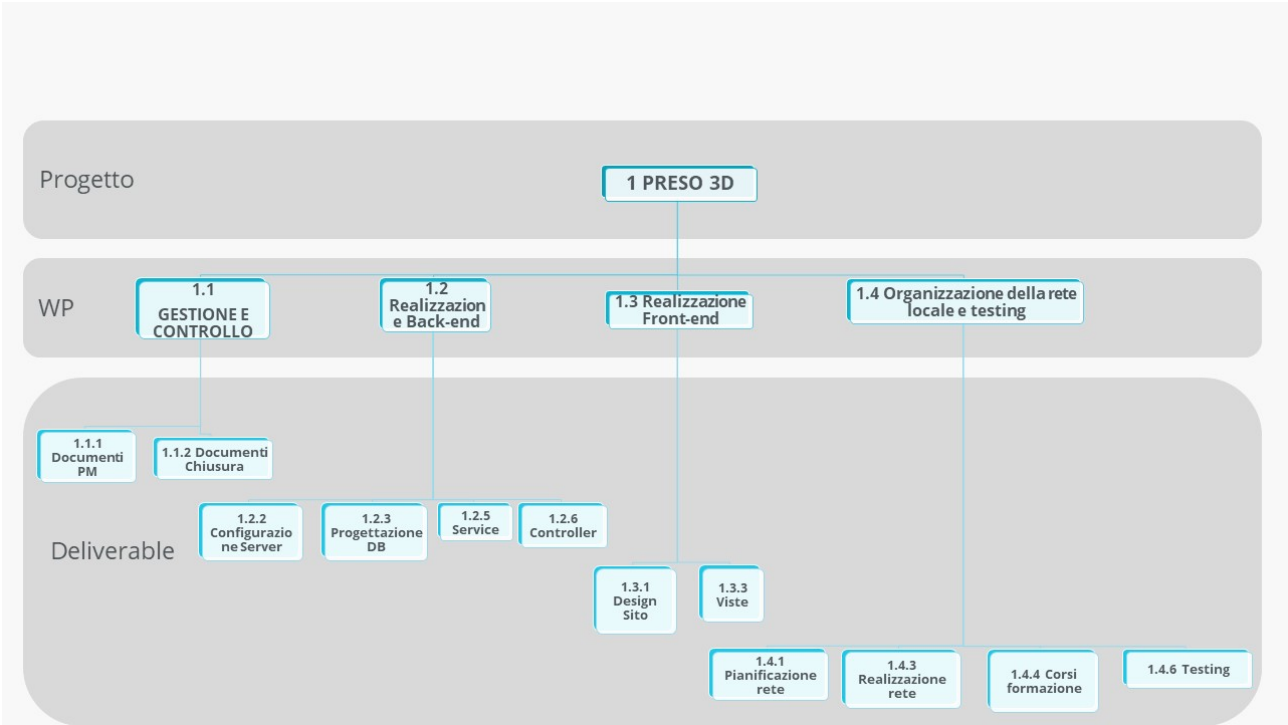 Progetto
1 PRESO 3D
WP
1.1
GESTIONE E
CONTROLLO
1.2
Realizzazion
e Back-end
1.3 Realizzazione
Front-end
1.4 Organizzazione della rete
locale e testing
Deliverable
1.1.1
Documenti
PM
1.1.2 Documenti
Chiusura
1.2.2
Configurazio
ne Server
1.2.3
Progettazione
DB
1.2.5
Service
1.2.6
Controller
1.3.1
Design
Sito
1.3.3
Viste
1.4.1
Pianificazione
rete
1.4.3
Realizzazione
rete
1.4.4 Corsi
formazione
1.4.6 Testing